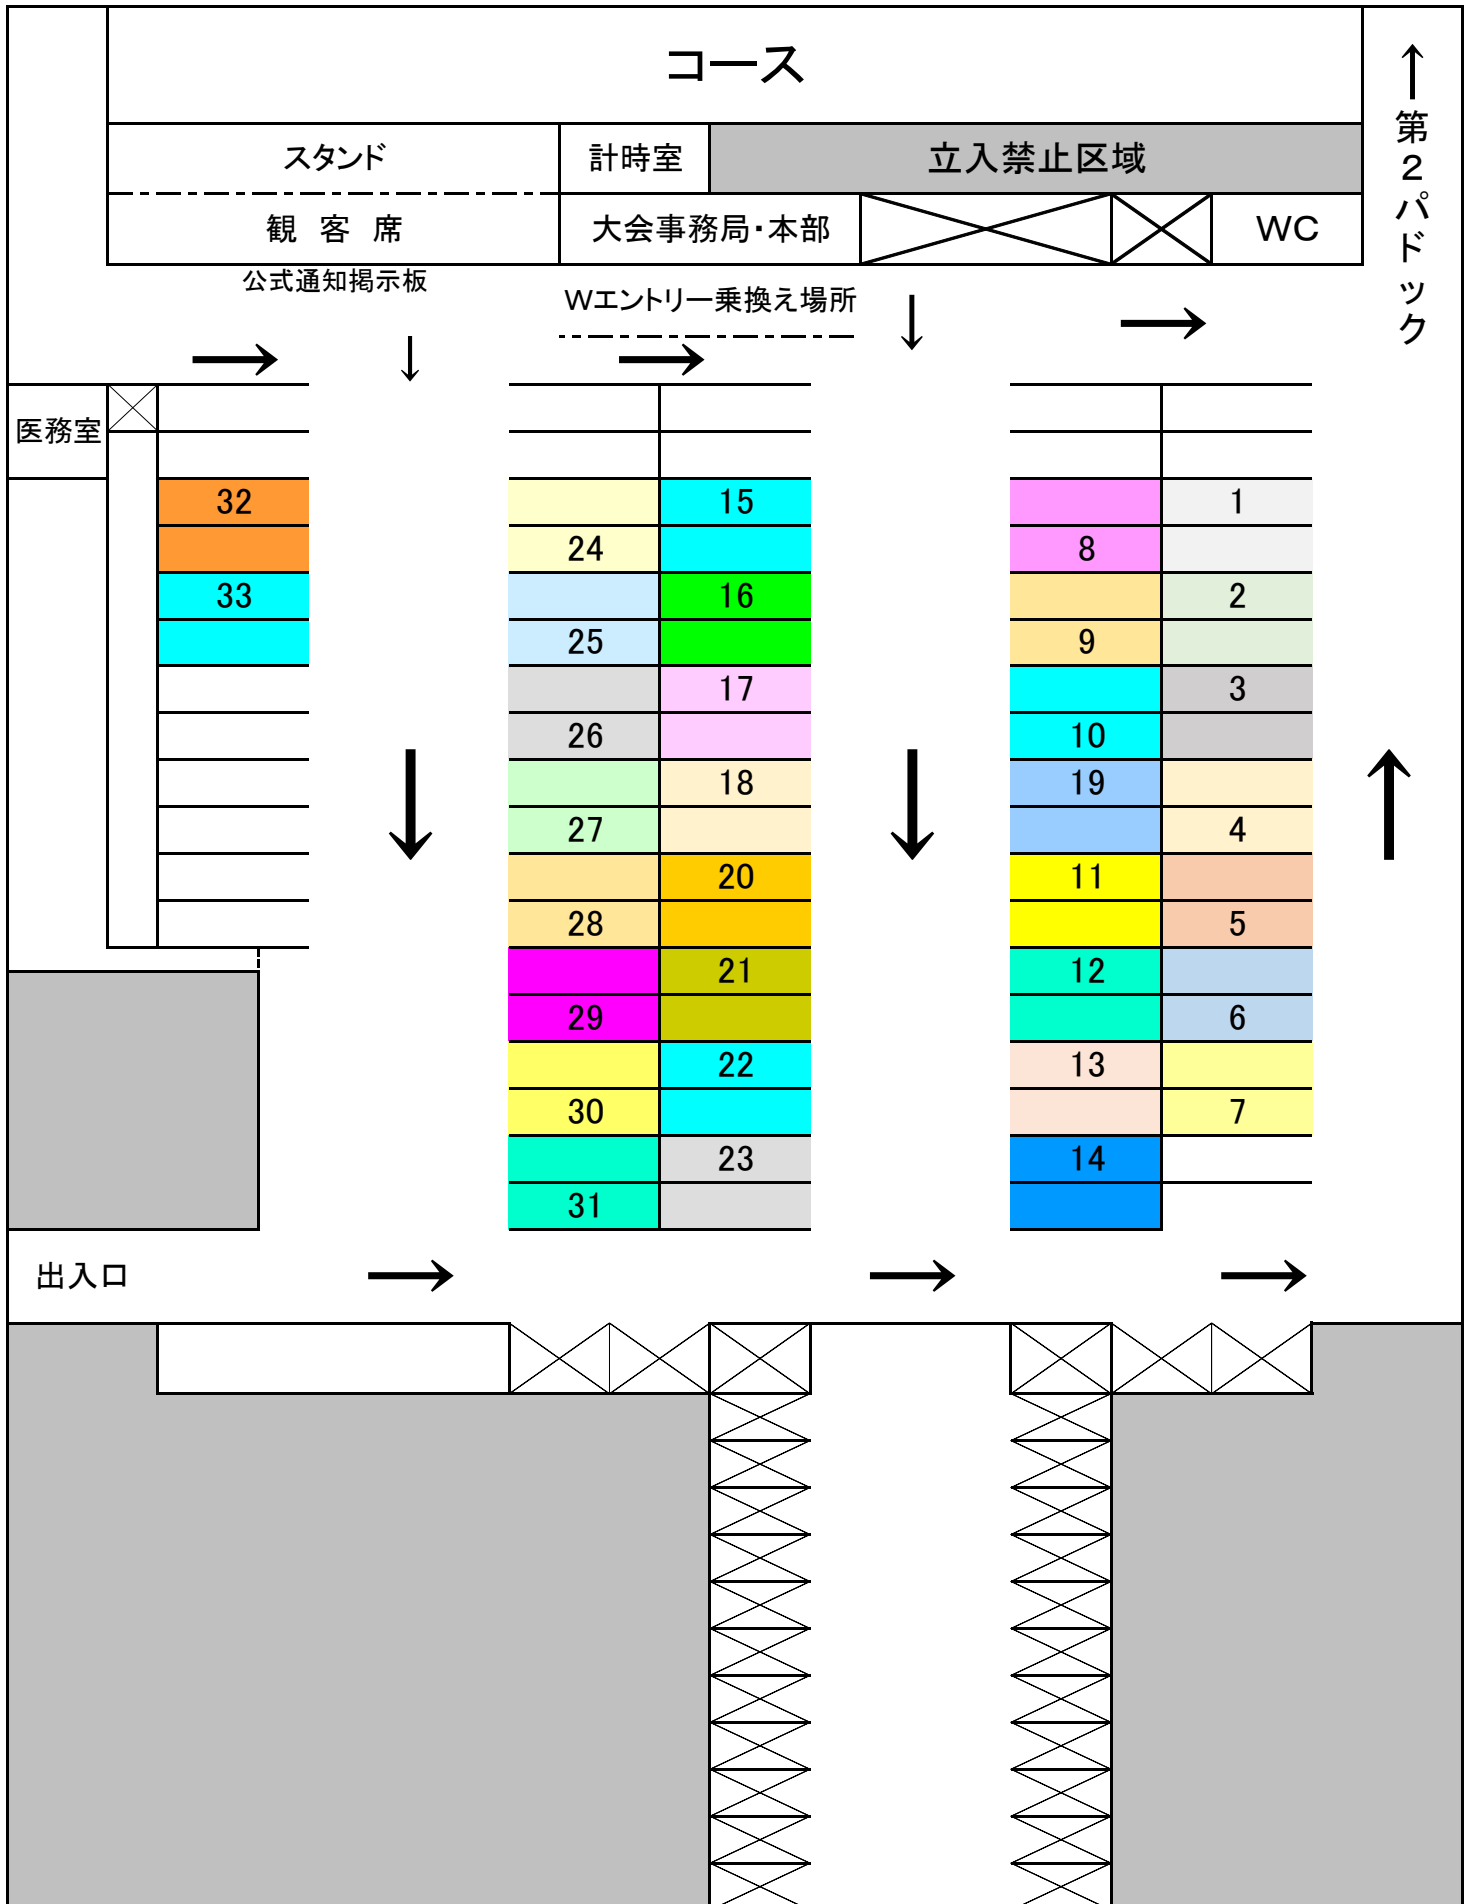 コース
↑第2パドック
スタンド 計時室 立入禁止区域
観客席 大会事務局・本部 WC
公式通知掲示板
Wエントリー乗換え場所
医務室
32 15 1
24 8
33 16 2
25 9
17 3
26 10
18 19
27 4
20 11
28 5
21 12
29 6
22 13
30 7
23 14
31
出入口